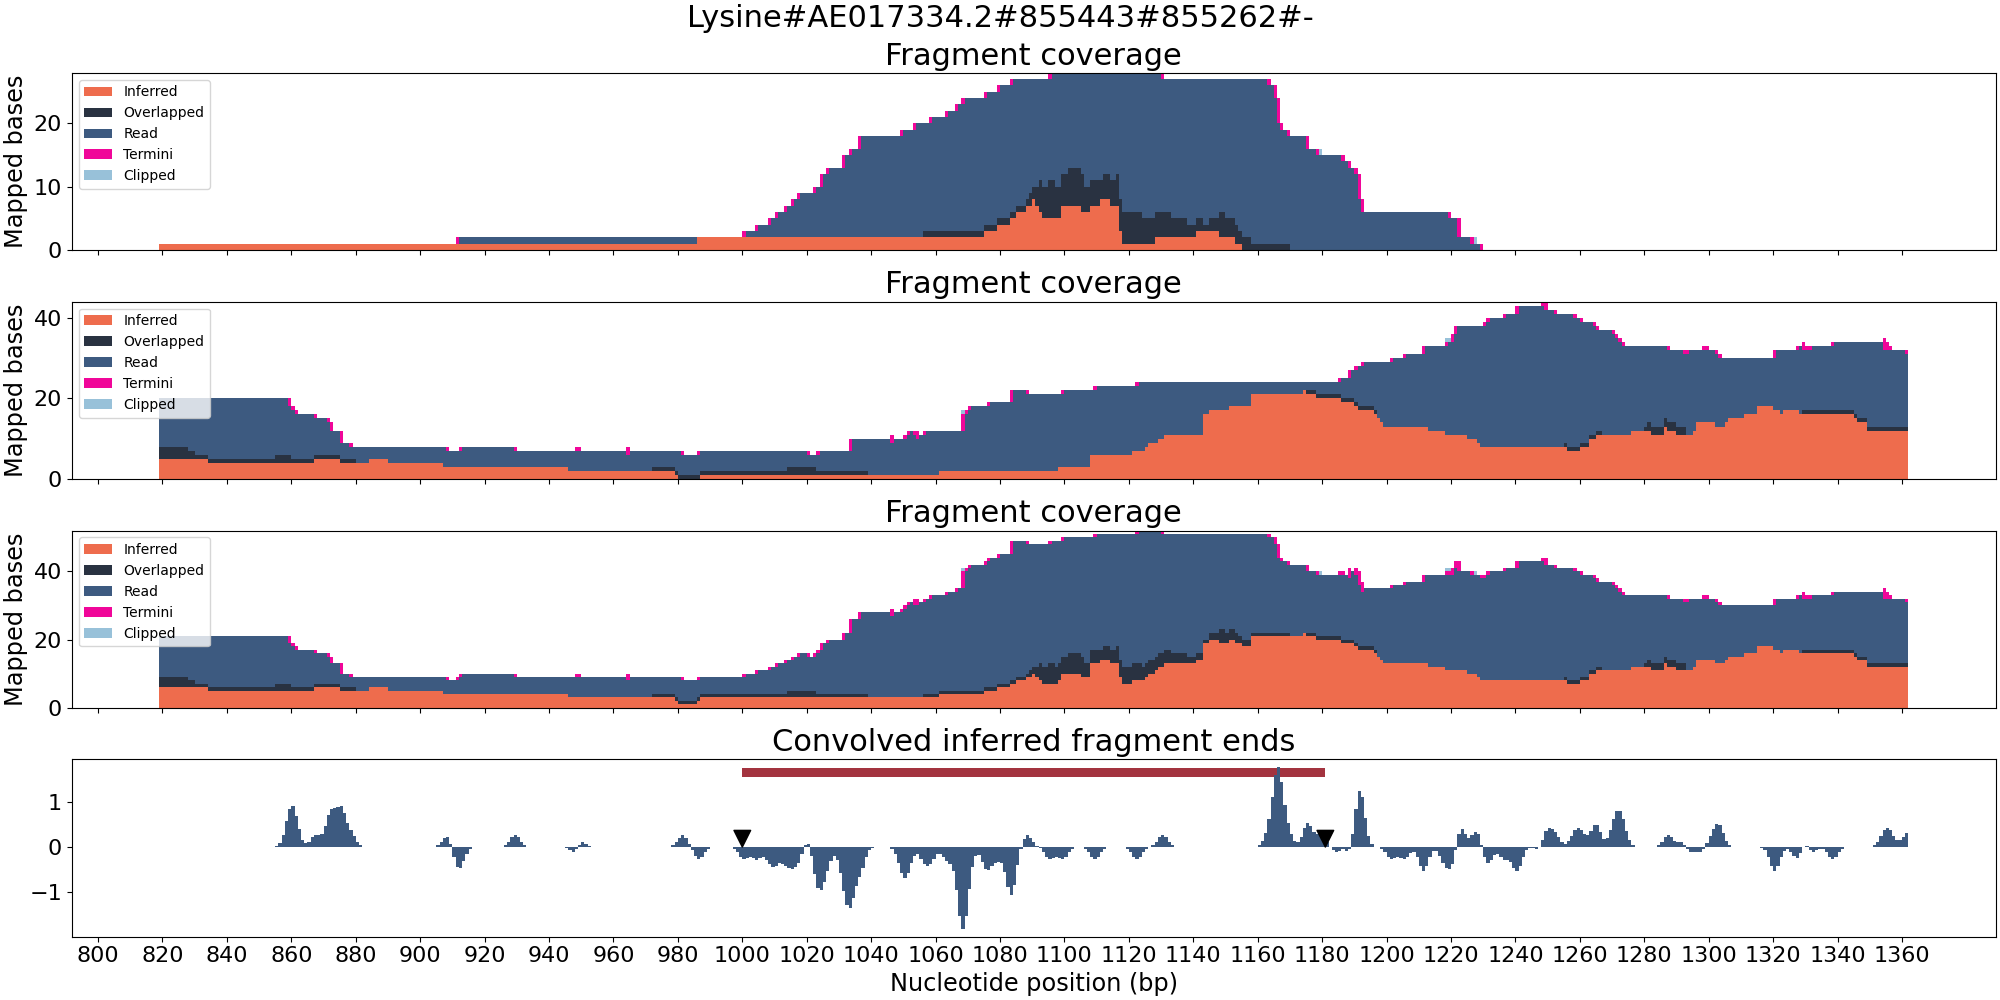 Lysine#AE017334.2#855443#855262#-
Fragment coverage
Mapped bases
20
10
0
Inferred
Overlapped
Read
Termini
Clipped
Fragment coverage
Mapped bases
40
20
0
Inferred
Overlapped
Read
Termini
Clipped
Fragment coverage
Mapped bases
40
20
0
Inferred
Overlapped
Read
Termini
Clipped
Convolved inferred fragment ends
1
0
−1
800 820 840 860 880 900 920 940 960 980 1000 1020 1040 1060 1080 1100 1120 1140 1160 1180 1200 1220 1240 1260 1280 1300 1320 1340 1360
Nucleotide position (bp)